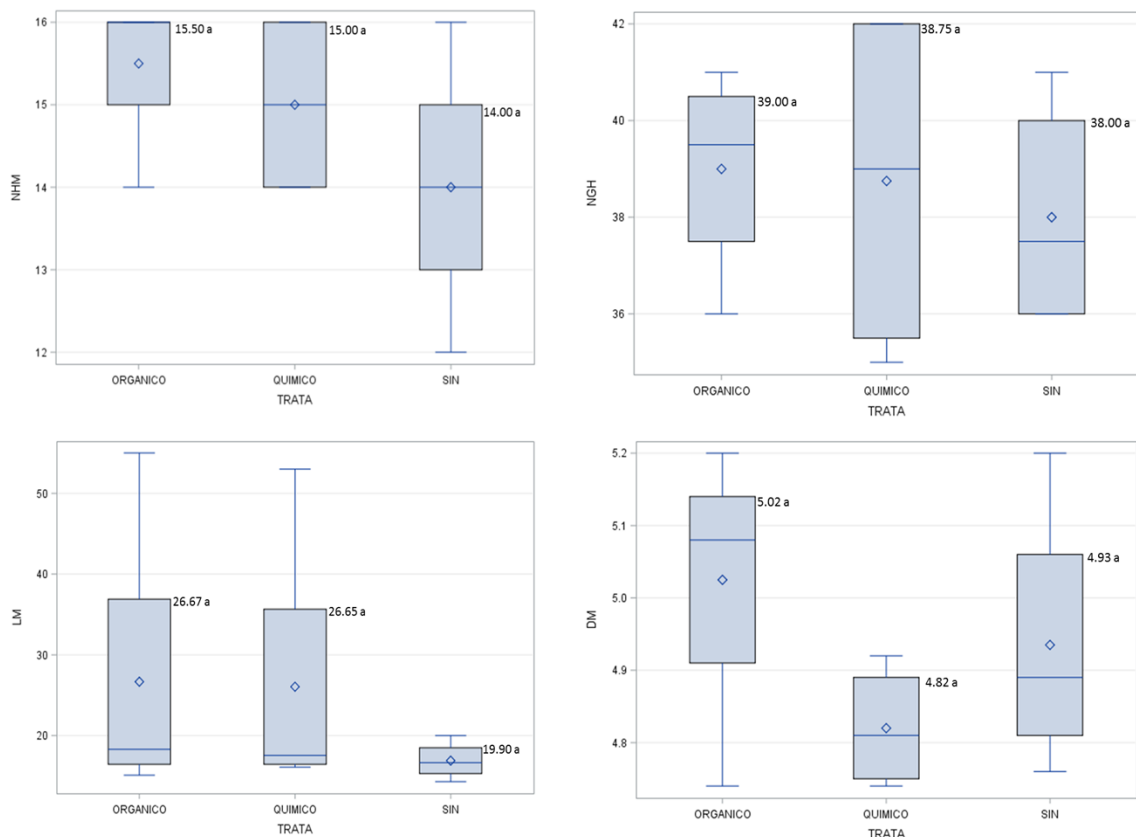 16
15
14
13
12
NHM
15.50 a
15.00 a
14.00 a
ORGANICO QUIMICO SIN
TRATA
42
40
38
36
NGH
39.00 a
38.75 a
38.00 a
ORGANICO QUIMICO SIN
TRATA
50
40
30
20
LM
26.67 a
26.65 a
19.90 a
ORGANICO QUIMICO SIN
TRATA
5.2
5.1
5.0
4.9
4.8
DM
5.02 a
4.82 a
4.93 a
ORGANICO QUIMICO SIN
TRATA